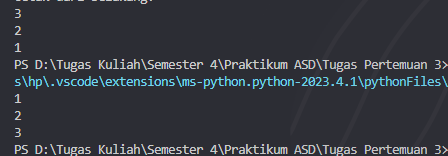 3
2
1
PS D:\Tugas Kuliah\Semester 4\Praktikum ASD\Tugas Pertemuan 3>
s\hp\.vscode\extensions\ms-python.python-2023.4.1\pythonFiles\
1
2
3
PS D:\Tugas Kuliah\Semester 4\Praktikum ASD\Tugas Pertemuan 3>